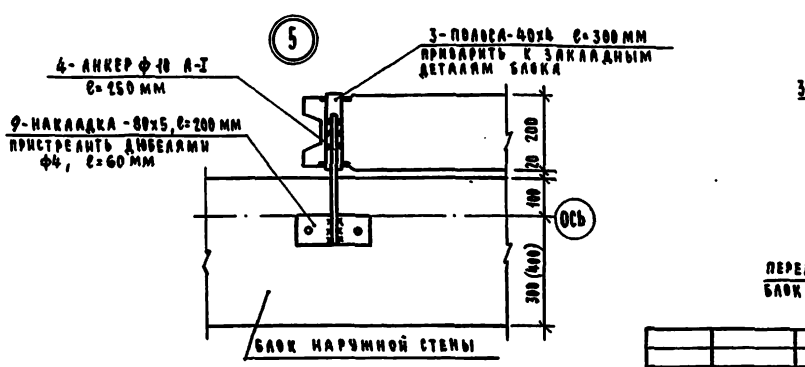 5
3-ПОЛОСА-40х4 ℓ=300 ММ
ПРИВАРИТЬ К ЗАКЛАДНЫМ
ДЕТАЛЯМ БЛОКА
4-АНКЕР ф 10 А-I
ℓ=250 ММ
9-НАКЛАДКА-80х5, ℓ=200 ММ
ПРИСТРЕЛИТЬ ДЮБЕЛЯМИ
ф4, ℓ=60 ММ
3
200
20
100
ОСЬ
300 (400)
БЛОК НАРУЖНОЙ СТЕНЫ
БЛОК